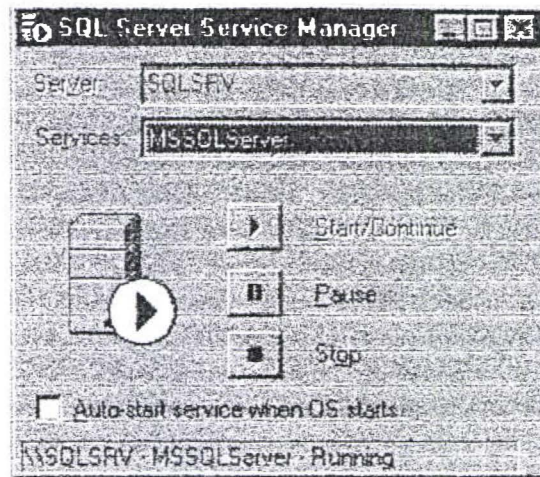 SQL Server Service Manager
Server: SQLSRV
Services: MSSQLServer
Start/Continue
Pause
Stop
Auto-start service when OS starts
\\SQLSRV - MSSQLServer - Running